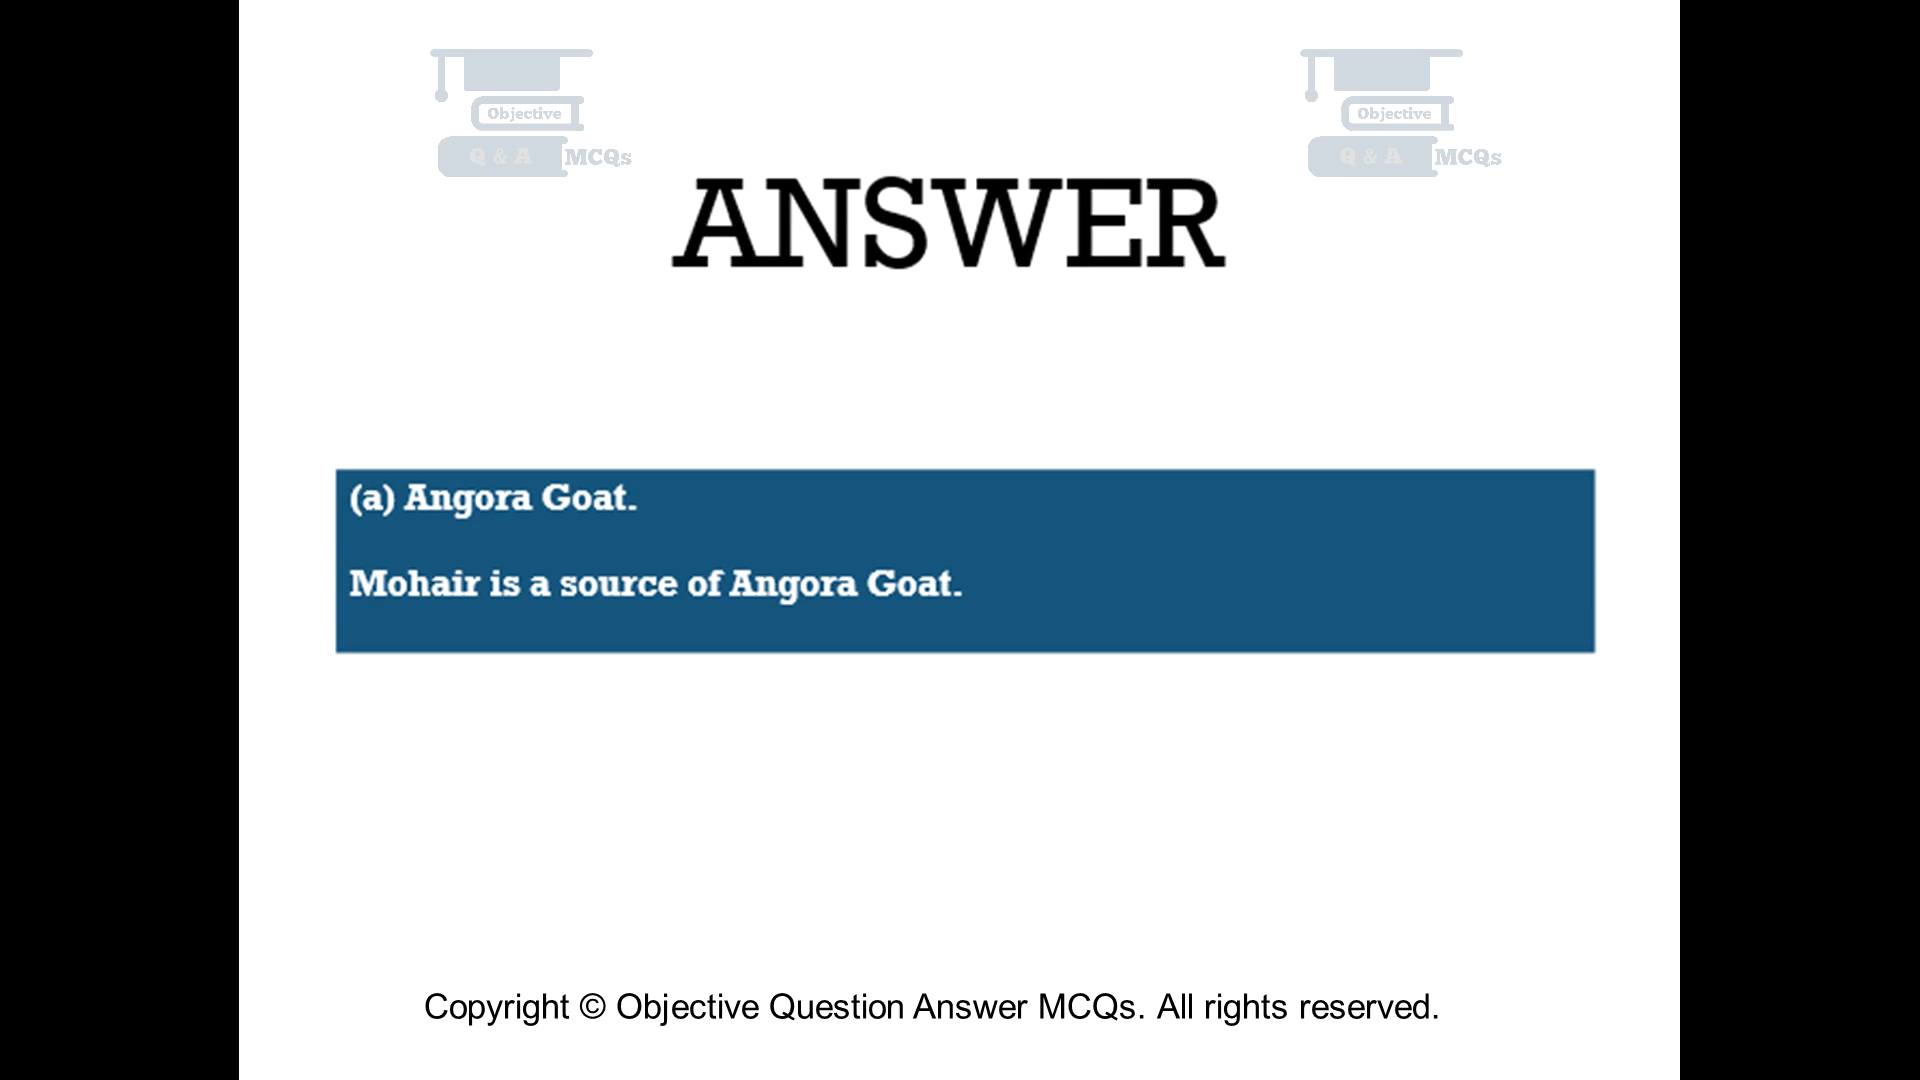 Objective
Q & A MCQs
Objective
Q & A MCQs
ANSWER
(a) Angora Goat.
Mohair is a source of Angora Goat.
Copyright © Objective Question Answer MCQs. All rights reserved.